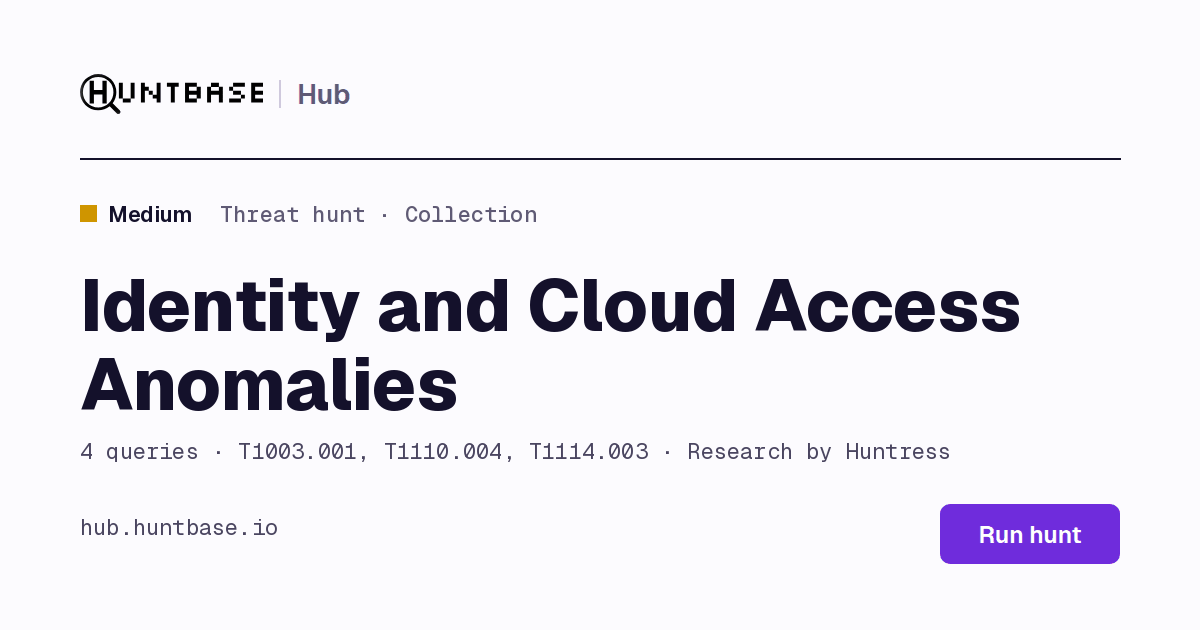 HUNTBASE | Hub
Medium Threat hunt · Collection
Identity and Cloud Access
Anomalies
4 queries · T1003.001, T1110.004, T1114.003 · Research by Huntress
hub.huntbase.io
Run hunt